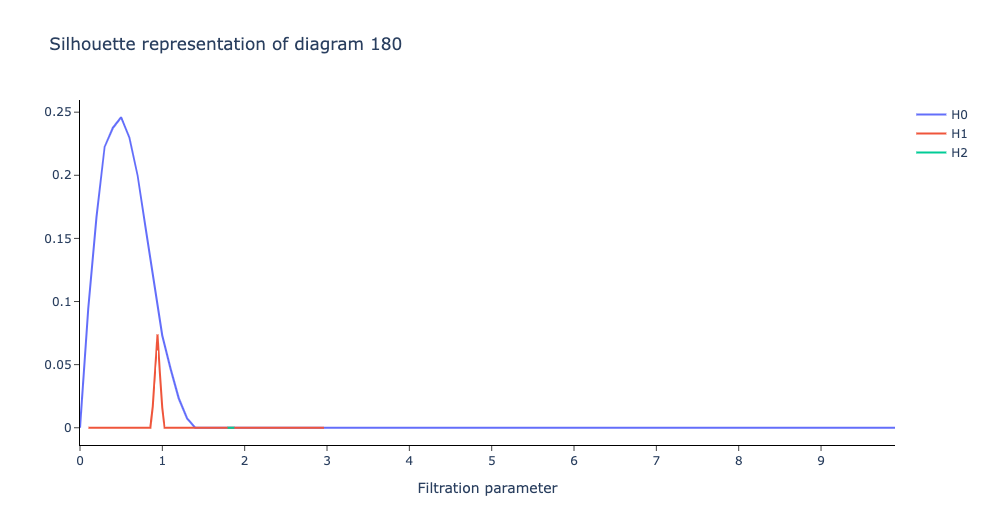 Silhouette representation of diagram 180
0.25
0.2
0.15
0.1
0.05
0
0 1 2 3 4 5 6 7 8 9
Filtration parameter
H0
H1
H2